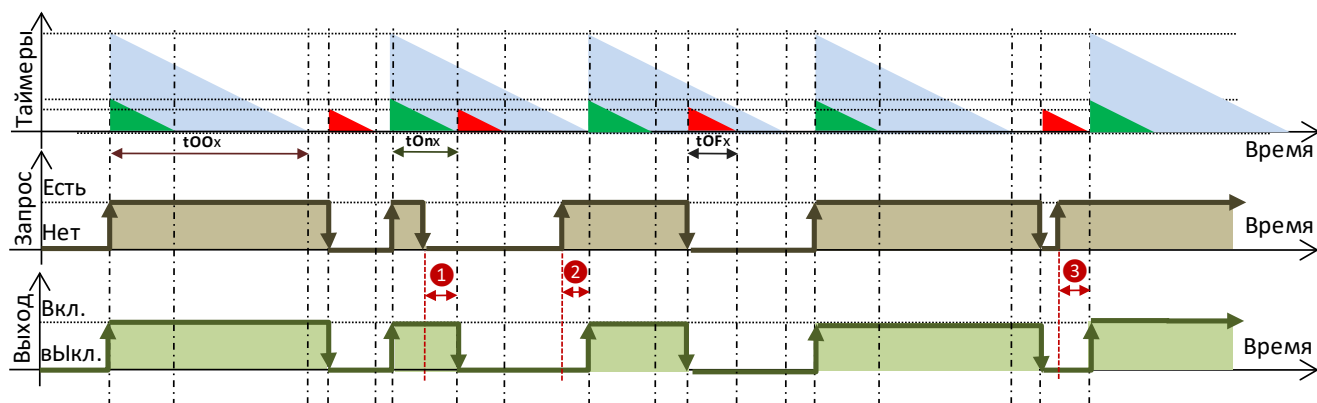 Таймеры
tOOx
tOnx
tOFx
Время
Запрос
Есть
Нет
Время
1
2
3
Выход
Вкл.
вЫкл.
Время